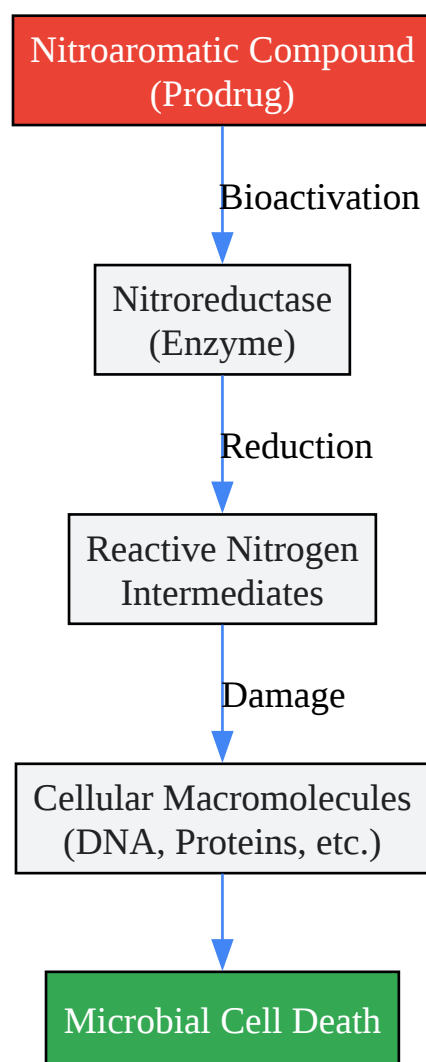 Nitroaromatic Compound
(Prodrug)
Bioactivation
Nitroreductase
(Enzyme)
Reduction
Reactive Nitrogen
Intermediates
Damage
Cellular Macromolecules
(DNA, Proteins, etc.)
Microbial Cell Death